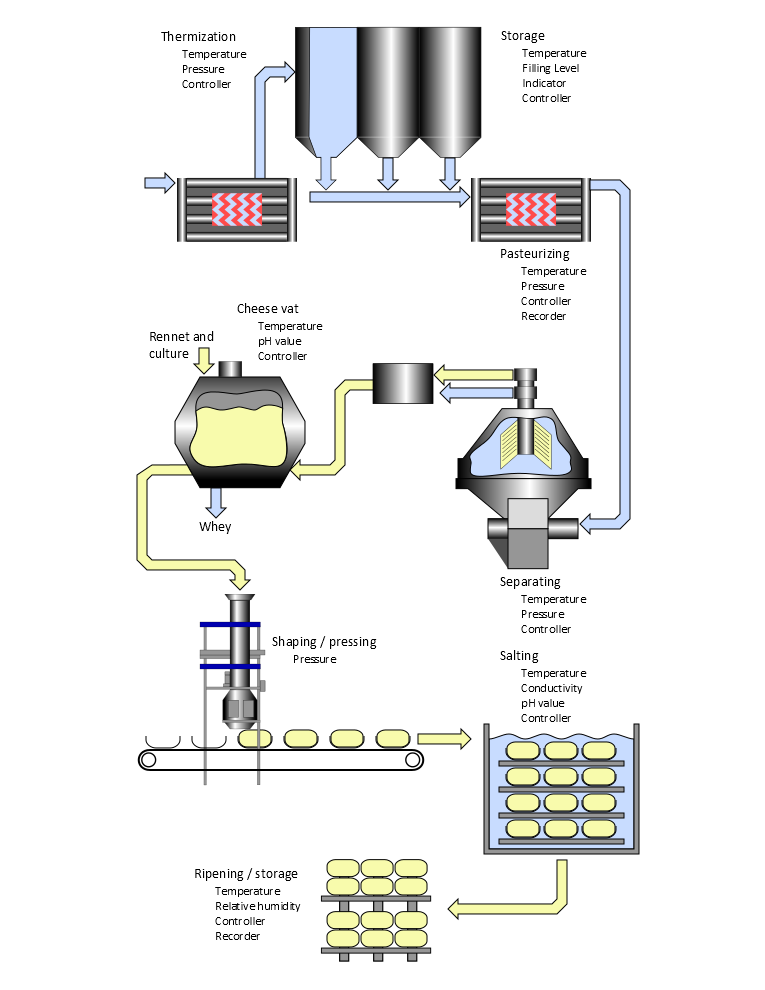 Thermization
Temperature
Pressure
Controller
Storage
Temperature
Filling Level
Indicator
Controller
Pasteurizing
Temperature
Pressure
Controller
Recorder
Cheese vat
Temperature
pH value
Controller
Rennet and
culture
Whey
Separating
Temperature
Pressure
Controller
Shaping / pressing
Pressure
Salting
Temperature
Conductivity
pH value
Controller
Ripening / storage
Temperature
Relative humidity
Controller
Recorder